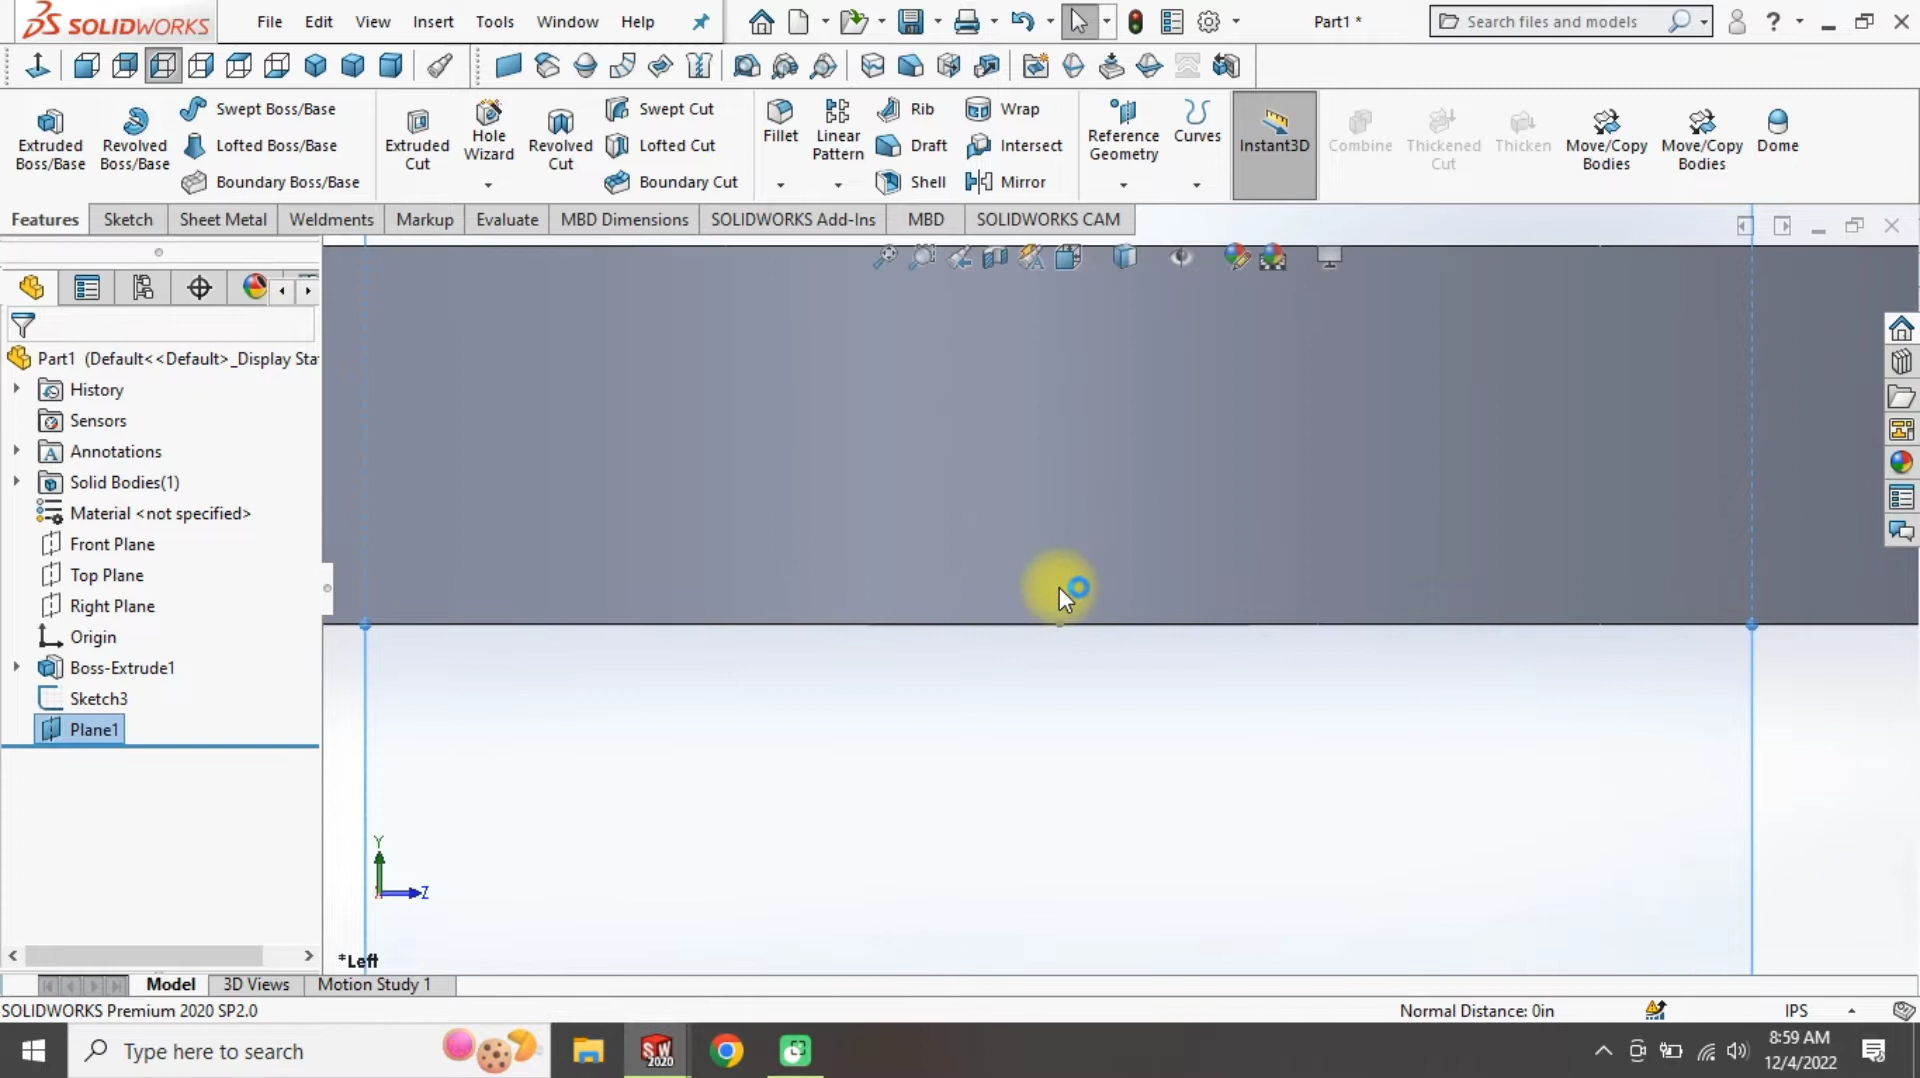 SOLIDWORKS File Edit View Insert Tools Window Help Part1 * Search files and models ?
Extruded Boss/Base
Revolved Boss/Base
Swept Boss/Base
Lofted Boss/Base
Boundary Boss/Base
Extruded Cut
Hole Wizard
Revolved Cut
Swept Cut
Lofted Cut
Boundary Cut
Fillet
Linear Pattern
Rib
Draft
Shell
Wrap
Intersect
Mirror
Reference Geometry
Curves
Instant3D
Combine
Thickened Cut
Thicken
Move/Copy Bodies
Move/Copy Bodies
Dome
Features Sketch Sheet Metal Weldments Markup Evaluate MBD Dimensions SOLIDWORKS Add-Ins MBD SOLIDWORKS CAM
Part1 (Default<<Default>_Display Sta
History
Sensors
Annotations
Solid Bodies(1)
Material <not specified>
Front Plane
Top Plane
Right Plane
Origin
Boss-Extrude1
Sketch3
Plane1
Y
Z
*Left
Model 3D Views Motion Study 1
SOLIDWORKS Premium 2020 SP2.0 Normal Distance: 0in IPS
Type here to search
SW
2020
8:59 AM
12/4/2022